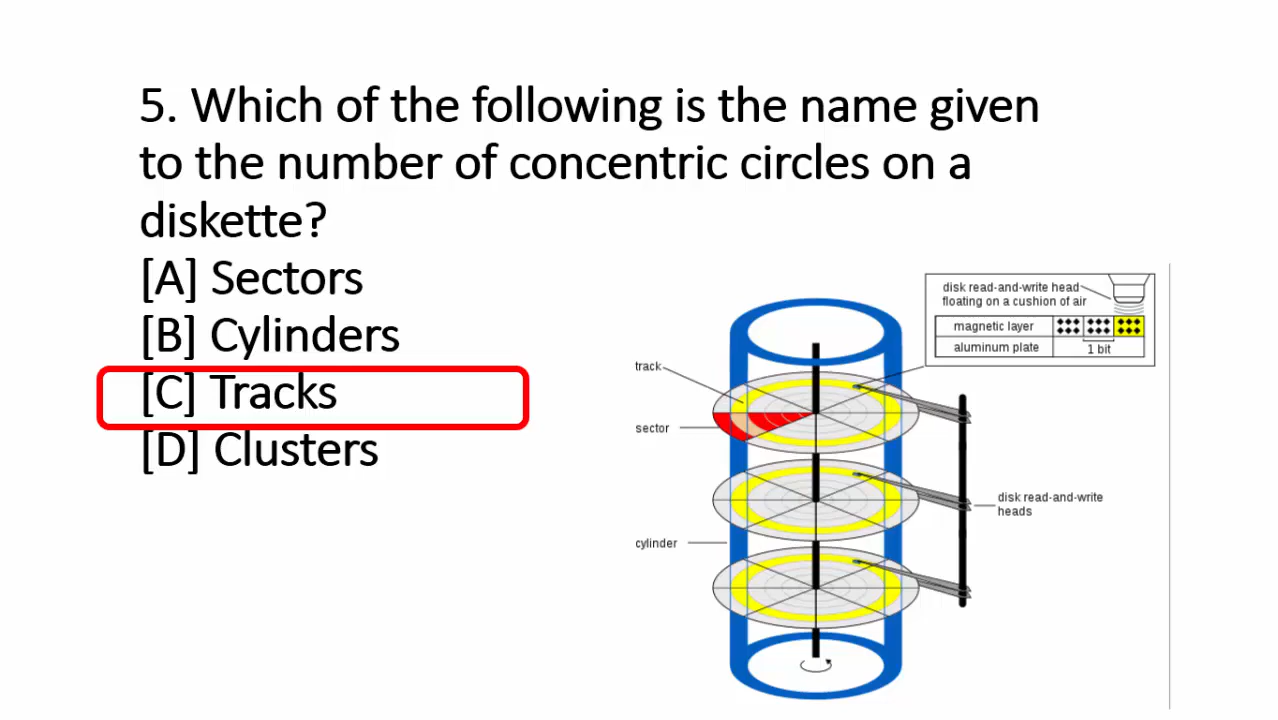 5. Which of the following is the name given
to the number of concentric circles on a
diskette?
[A] Sectors
[B] Cylinders
[C] Tracks
[D] Clusters
disk read-and-write head
floating on a cushion of air
magnetic layer
aluminum plate
1 bit
track
sector
disk read-and-write
heads
cylinder